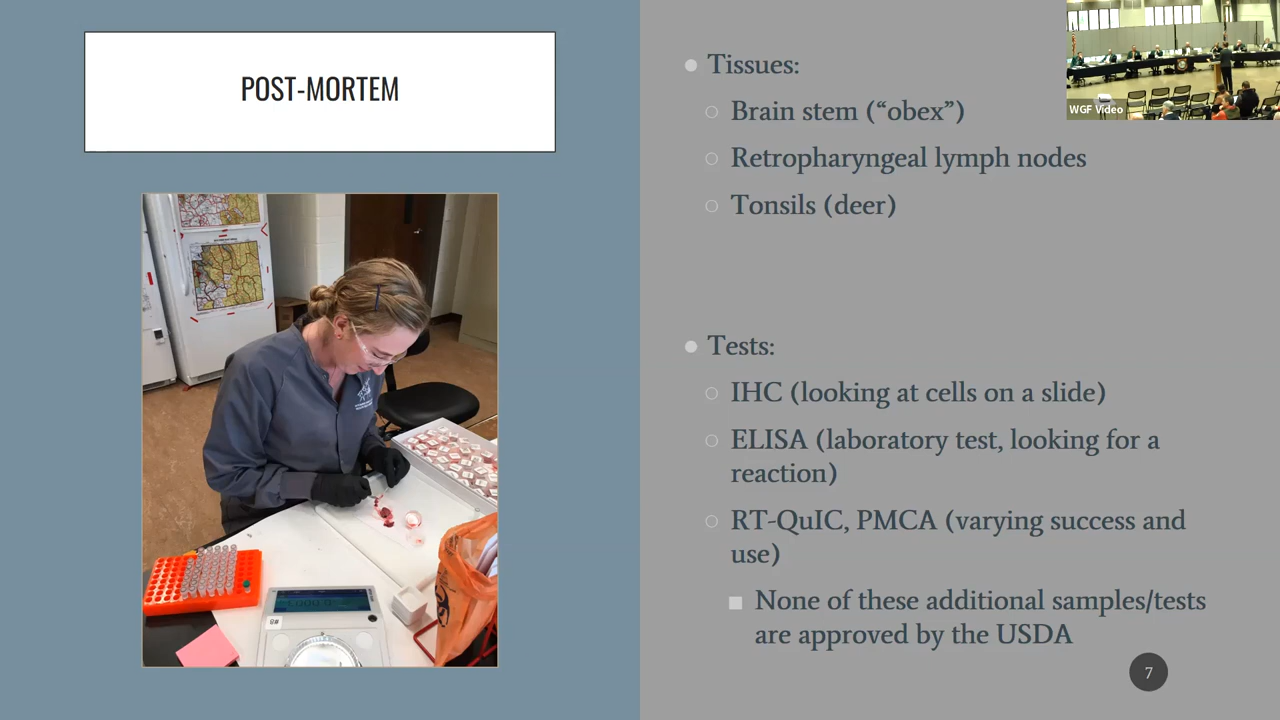 POST-MORTEM
Tissues:
Brain stem (“obex”)
Retropharyngeal lymph nodes
Tonsils (deer)
Tests:
IHC (looking at cells on a slide)
ELISA (laboratory test, looking for a
reaction)
RT-QuIC, PMCA (varying success and
use)
None of these additional samples/tests
are approved by the USDA
7
WGF Video